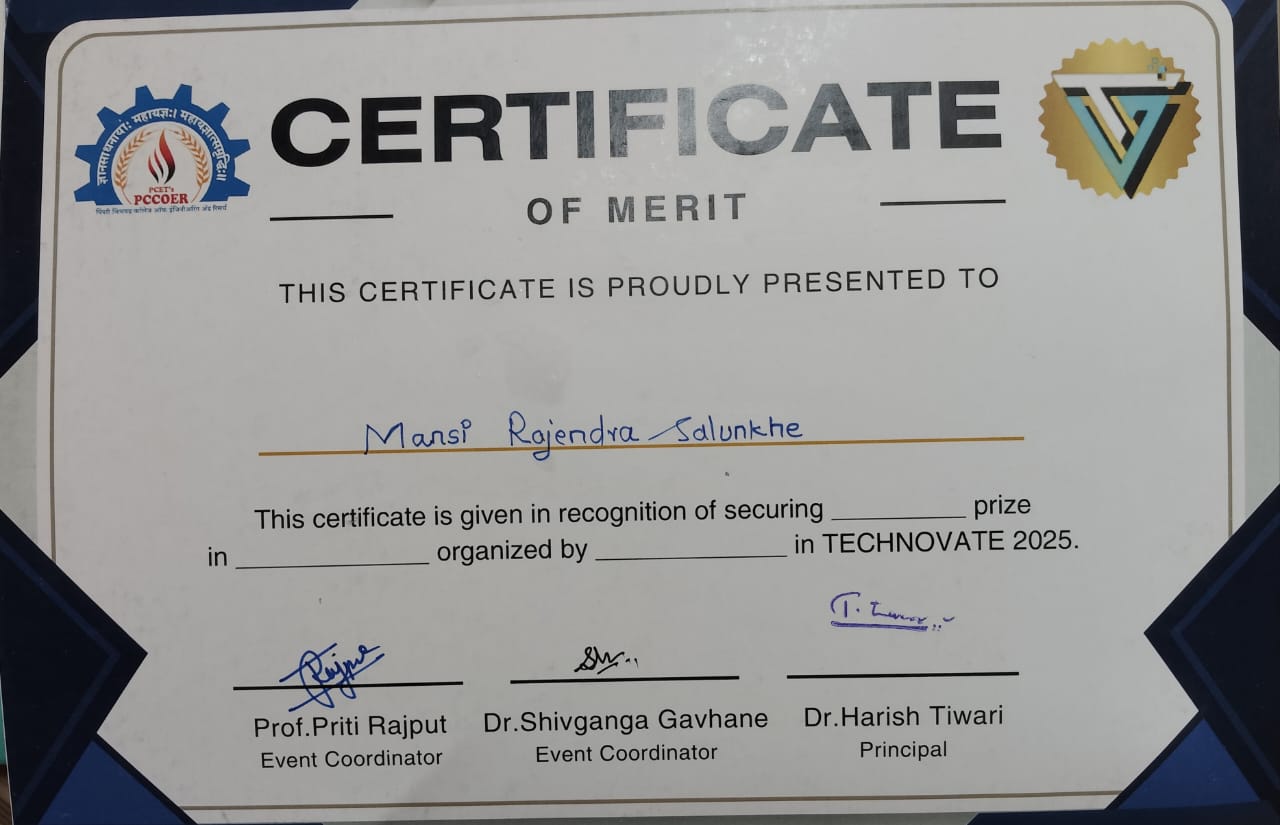 ज्ञानसाधनायां: महायज्ञः। महायज्ञात्समृद्धिः॥
PCET's
PCCOER
पिंपरी चिंचवड कॉलेज ऑफ इंजिनीअरिंग अँड रिसर्च
CERTIFICATE
OF MERIT
THIS CERTIFICATE IS PROUDLY PRESENTED TO
Mansi Rajendra Salunkhe
This certificate is given in recognition of securing __________ prize
in ______________ organized by ______________ in TECHNOVATE 2025.
Rajput
T. Tiwari
Prof.Priti Rajput
Dr.Shivganga Gavhane
Dr.Harish Tiwari
Event Coordinator
Event Coordinator
Principal